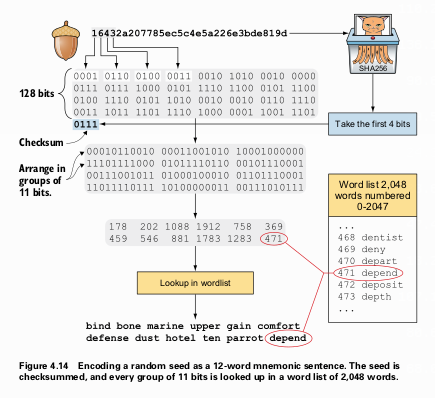 16432a207785ec5c4e5a226e3bde819d
SHA256
128 bits
0001 0110 0100 0011 0010 1010 0010 0000
0111 0111 1000 0101 1110 1100 0101 1100
0100 1110 0101 1010 0010 0010 0110 1110
0011 1011 1101 1110 1000 0001 1001 1101
0111
Take the first 4 bits
Checksum
Arrange in
groups of
11 bits.
00010110010 00011001010 10001000000
11101111000 01011110110 00101110001
00111001011 01000100010 01101110001
11011110111 10100000011 00111010111
178 202 1088 1912 758 369
459 546 881 1783 1283 471
Word list 2,048
words numbered
0-2047
...
468 dentist
469 deny
470 depart
471 depend
472 deposit
473 depth
...
Lookup in wordlist
bind bone marine upper gain comfort
defense dust hotel ten parrot depend
Figure 4.14 Encoding a random seed as a 12-word mnemonic sentence. The seed is
checksummed, and every group of 11 bits is looked up in a word list of 2,048 words.